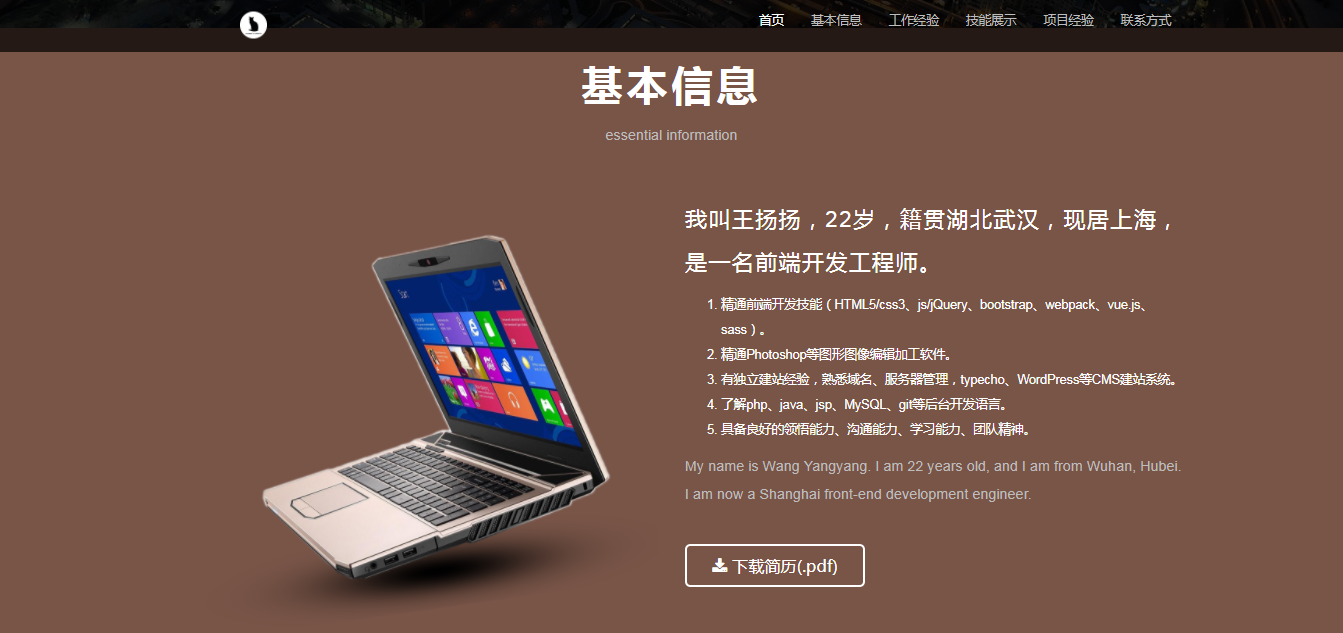 首页 基本信息 工作经验 技能展示 项目经验 联系方式
基本信息
essential information
我叫王扬扬，22岁，籍贯湖北武汉，现居上海，
是一名前端开发工程师。
1. 精通前端开发技能（HTML5/css3、js/jQuery、bootstrap、webpack、vue.js、
sass）。
2. 精通Photoshop等图形图像编辑加工软件。
3. 有独立建站经验，熟悉域名、服务器管理，typecho、WordPress等CMS建站系统。
4. 了解php、java、jsp、MySQL、git等后台开发语言。
5. 具备良好的领悟能力、沟通能力、学习能力、团队精神。
My name is Wang Yangyang. I am 22 years old, and I am from Wuhan, Hubei.
I am now a Shanghai front-end development engineer.
下载简历(.pdf)
Start